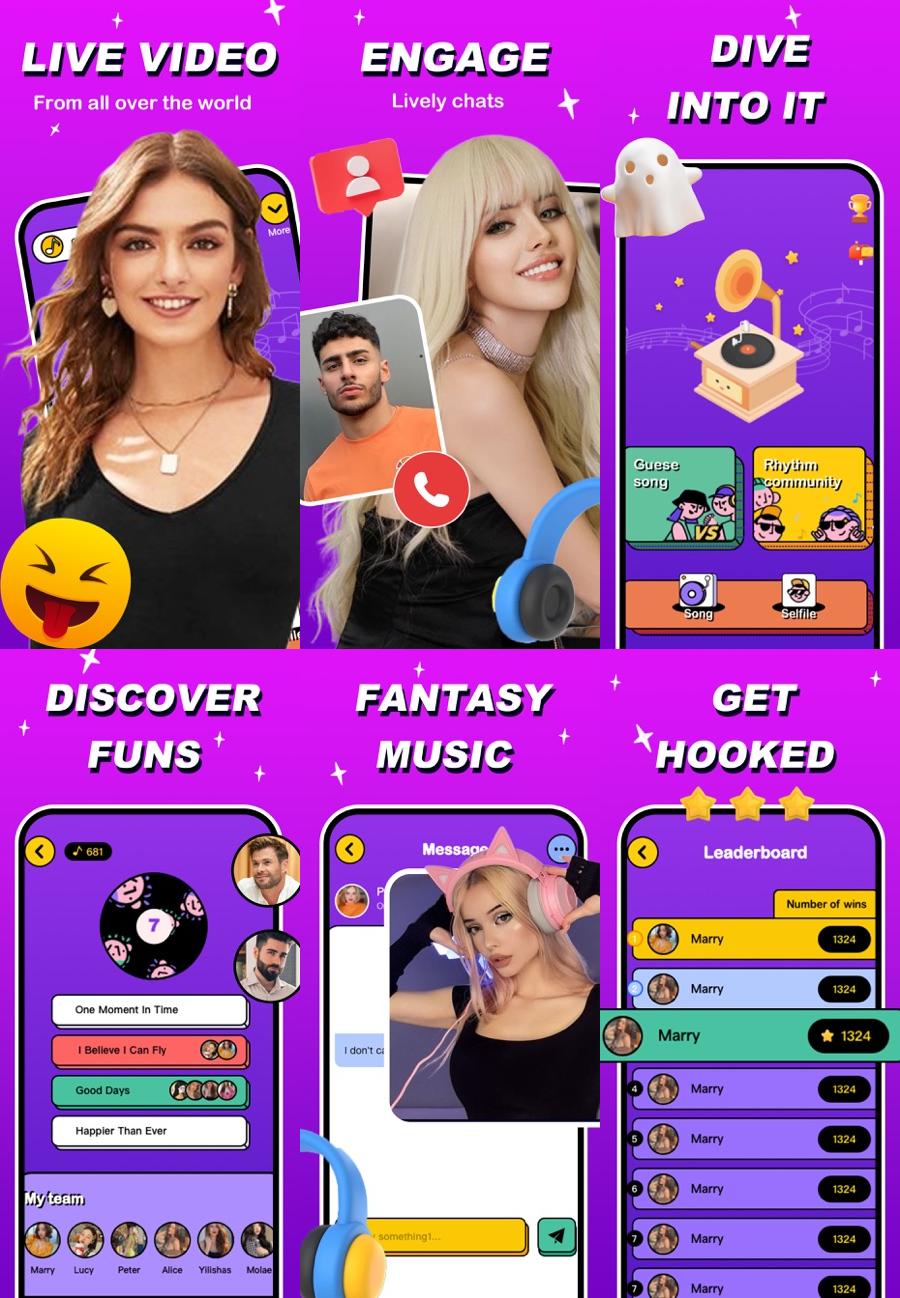 LIVE VIDEO
From all over the world
More
ENGAGE
Lively chats
DIVE
INTO IT
Guese
song
Rhythm
community
VS
Song
Selfile
DISCOVER
FUNS
681
7
One Moment In Time
I Believe I Can Fly
Good Days
Happier Than Ever
My team
Marry
Lucy
Peter
Alice
Yilishas
Molae
FANTASY
MUSIC
Message
I don't ca
something1...
GET
HOOKED
Leaderboard
Number of wins
1 Marry 1324
2 Marry 1324
Marry 1324
4 Marry 1324
5 Marry 1324
6 Marry 1324
7 Marry 1324
7 Marry 1324